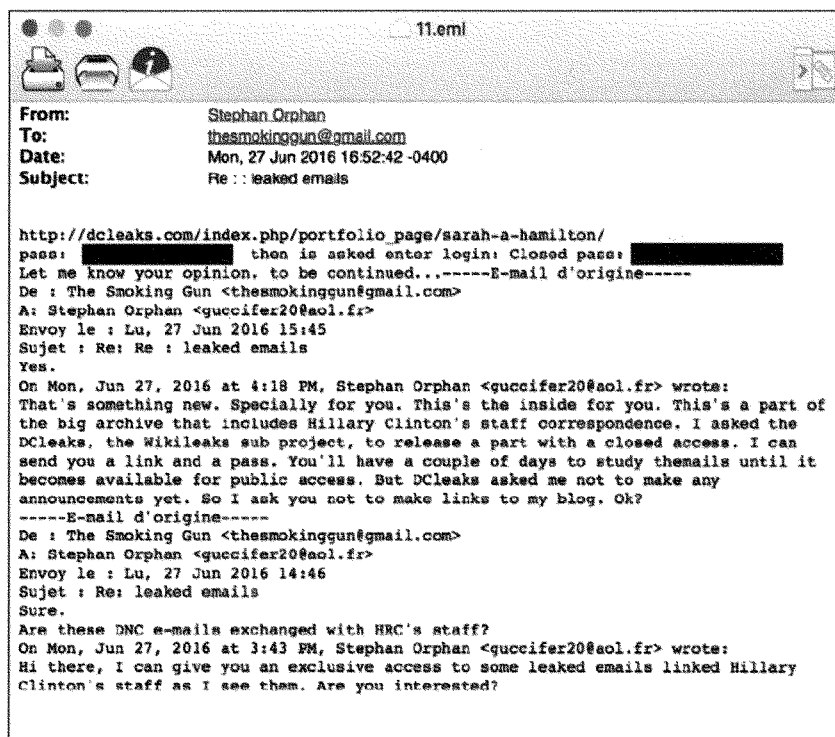 11.eml
From: Stephan Orphan
To: thesmokinggun@gmail.com
Date: Mon, 27 Jun 2016 16:52:42 -0400
Subject: Re : : leaked emails
http://dcleaks.com/index.php/portfolio_page/sarah-a-hamilton/
pass: then is asked enter login: Closed pass:
Let me know your opinion. to be continued...-----E-mail d'origine-----
De : The Smoking Gun <thesmokinggun@gmail.com>
A: Stephan Orphan <guccifer20@aol.fr>
Envoy le : Lu, 27 Jun 2016 15:45
Sujet : Re: Re : leaked emails
Yes.
On Mon, Jun 27, 2016 at 4:18 PM, Stephan Orphan <guccifer20@aol.fr> wrote:
That's something new. Specially for you. This's the inside for you. This's a part of
the big archive that includes Hillary Clinton's staff correspondence. I asked the
DCleaks, the Wikileaks sub project, to release a part with a closed access. I can
send you a link and a pass. You'll have a couple of days to study themails until it
becomes available for public access. But DCleaks asked me not to make any
announcements yet. So I ask you not to make links to my blog. Ok?
-----E-mail d'origine-----
De : The Smoking Gun <thesmokinggun@gmail.com>
A: Stephan Orphan <guccifer20@aol.fr>
Envoy le : Lu, 27 Jun 2016 14:46
Sujet : Re: leaked emails
Sure.
Are these DNC e-mails exchanged with HRC's staff?
On Mon, Jun 27, 2016 at 3:43 PM, Stephan Orphan <guccifer20@aol.fr> wrote:
Hi there, I can give you an exclusive access to some leaked emails linked Hillary
Clinton's staff as I see them. Are you interested?